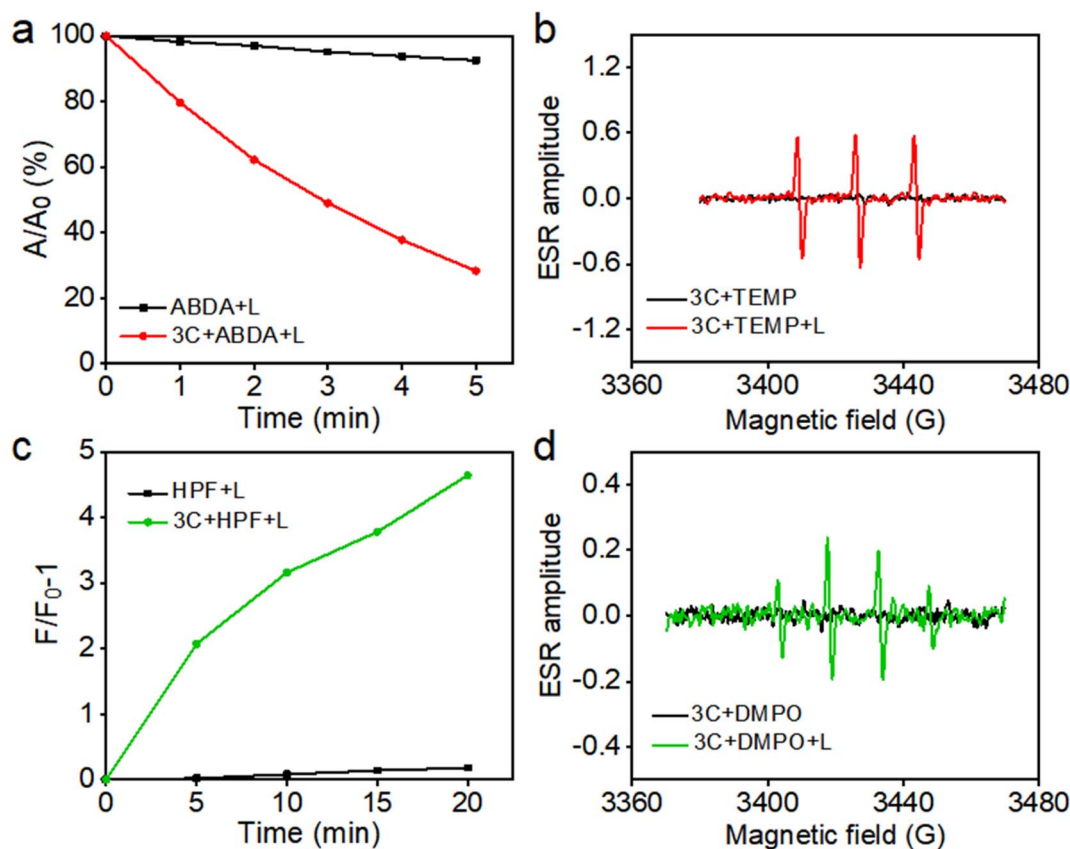 a
100
80
60
40
20
0
A/A0 (%)
ABDA+L
3C+ABDA+L
0 1 2 3 4 5
Time (min)
b
1.2
0.6
0.0
-0.6
-1.2
ESR amplitude
3C+TEMP
3C+TEMP+L
3360 3400 3440 3480
Magnetic field (G)
c
5
4
3
2
1
0
F/F0-1
HPF+L
3C+HPF+L
0 5 10 15 20
Time (min)
d
0.4
0.2
0.0
-0.2
-0.4
ESR amplitude
3C+DMPO
3C+DMPO+L
3360 3400 3440 3480
Magnetic field (G)